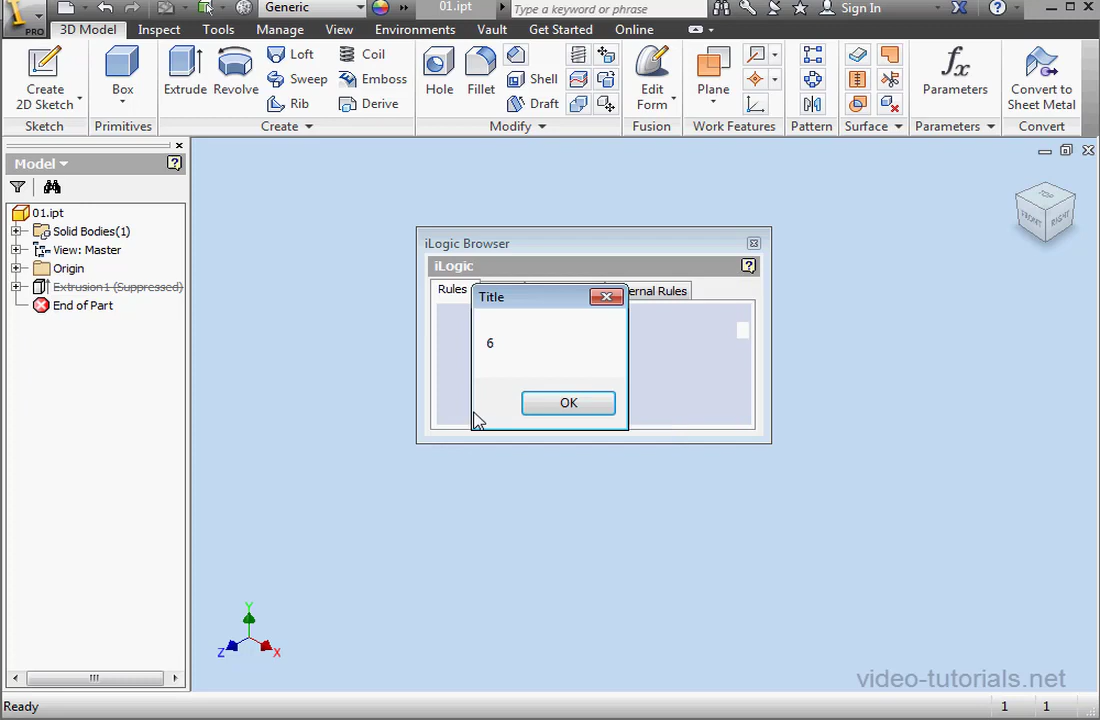 PRO
Generic
01.ipt
Type a keyword or phrase
Sign In
3D Model
Inspect
Tools
Manage
View
Environments
Vault
Get Started
Online
Create
2D Sketch
Box
Extrude
Revolve
Loft
Sweep
Rib
Coil
Emboss
Derive
Hole
Fillet
Shell
Draft
Edit
Form
Plane
fx
Parameters
Convert to
Sheet Metal
Sketch
Primitives
Create
Modify
Fusion
Work Features
Pattern
Surface
Parameters
Convert
Model
01.ipt
Solid Bodies(1)
View: Master
Origin
Extrusion1 (Suppressed)
End of Part
TOP
FRONT
RIGHT
iLogic Browser
iLogic
Rules
ernal Rules
Title
6
OK
Y
Z
X
video-tutorials.net
Ready
1
1